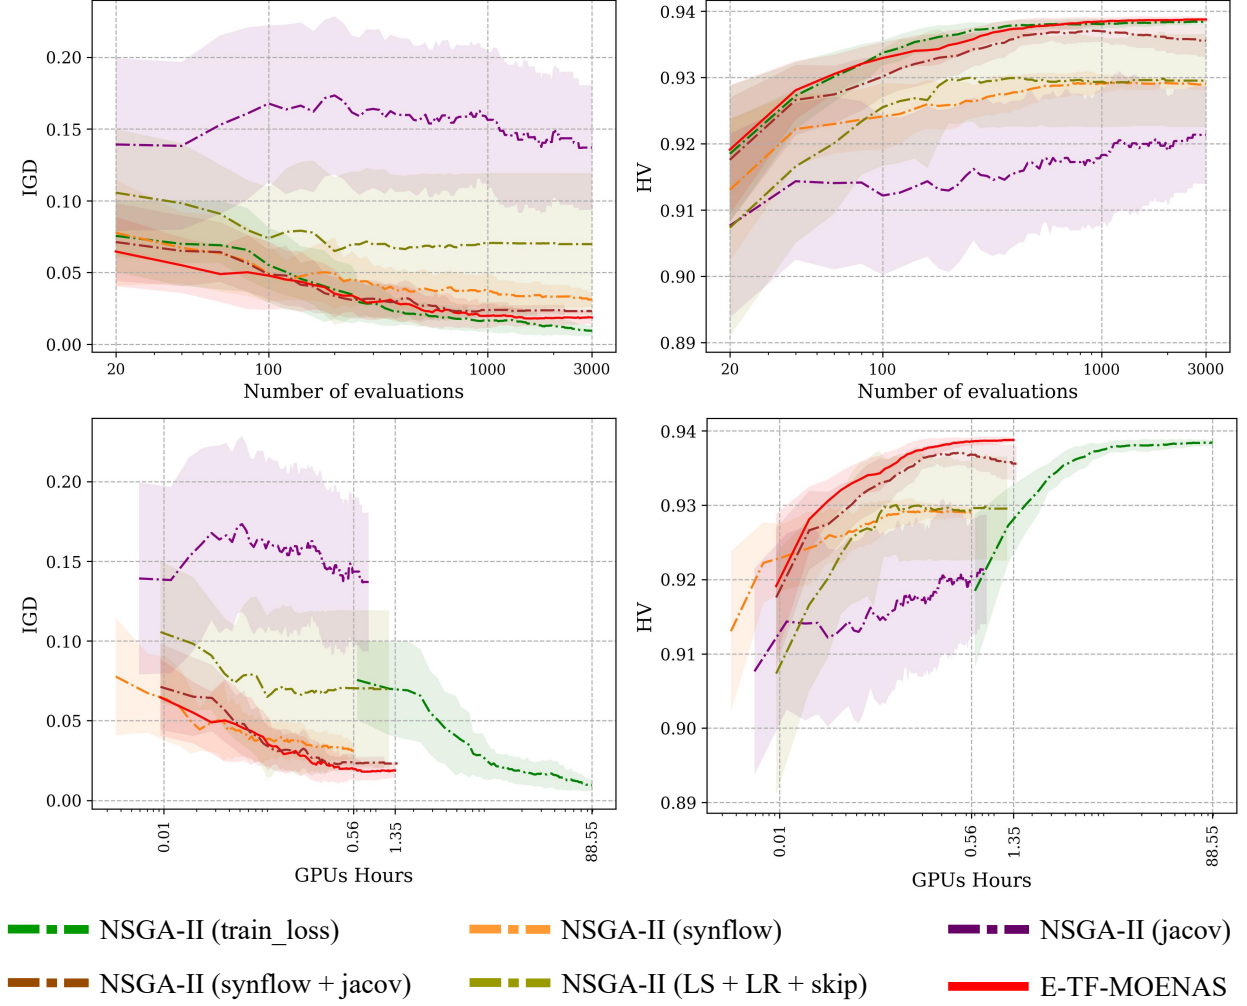 0.20
0.15
0.10
0.05
0.00
IGD
20
100
1000
3000
Number of evaluations
0.94
0.93
0.92
0.91
0.90
0.89
HV
20
100
1000
3000
Number of evaluations
0.20
0.15
0.10
0.05
0.00
IGD
0.01
0.56
1.35
88.55
GPUs Hours
0.94
0.93
0.92
0.91
0.90
0.89
HV
0.01
0.56
1.35
88.55
GPUs Hours
NSGA-II (train_loss)
NSGA-II (synflow)
NSGA-II (jacov)
NSGA-II (synflow + jacov)
NSGA-II (LS + LR + skip)
E-TF-MOENAS